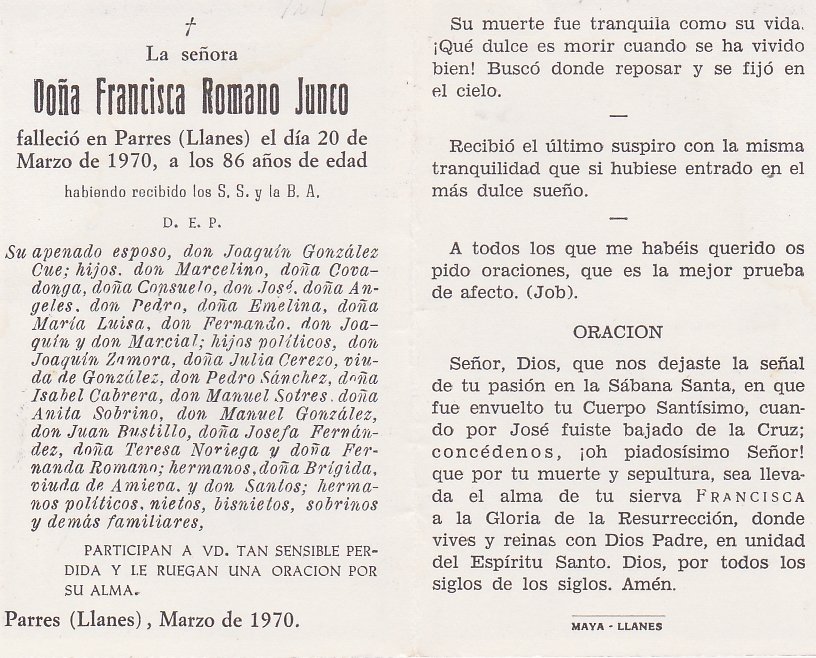 †
La señora
Doña Francisca Romano Junco
falleció en Parres (Llanes) el día 20 de
Marzo de 1970, a los 86 años de edad
habiendo recibido los S. S. y la B. A.
D. E. P.
Su apenado esposo, don Joaquín González
Cue; hijos. don Marcelino, doña Cova-
donga, doña Consuelo, don José. doña An-
geles. don Pedro, doña Emelina, doña
María Luisa, don Fernando. don Joa-
quín y don Marcial; hijos políticos, don
Joaquín Zamora, doña Julia Cerezo, viu-
da de González, don Pedro Sánchez, doña
Isabel Cabrera, don Manuel Sotres. doña
Anita Sobrino, don Manuel González,
don Juan Bustillo, doña Josefa Fernán-
dez, doña Teresa Noriega y doña Fer-
nanda Romano; hermanos, doña Brígida,
viuda de Amieva. y don Santos; herma-
nos políticos, nietos, bisnietos, sobrinos
y demás familiares,
PARTICIPAN A VD. TAN SENSIBLE PER-
DIDA Y LE RUEGAN UNA ORACION POR
SU ALMA.
Parres (Llanes), Marzo de 1970.
Su muerte fue tranquila como su vida.
¡Qué dulce es morir cuando se ha vivido
bien! Buscó donde reposar y se fijó en
el cielo.
—
Recibió el último suspiro con la misma
tranquilidad que si hubiese entrado en el
más dulce sueño.
—
A todos los que me habéis querido os
pido oraciones, que es la mejor prueba
de afecto. (Job).
ORACION
Señor, Dios, que nos dejaste la señal
de tu pasión en la Sábana Santa, en que
fue envuelto tu Cuerpo Santísimo, cuan-
do por José fuiste bajado de la Cruz;
concédenos, ¡oh piadosísimo Señor!
que por tu muerte y sepultura, sea lleva-
da el alma de tu sierva FRANCISCA
a la Gloria de la Resurrección, donde
vives y reinas con Dios Padre, en unidad
del Espíritu Santo. Dios, por todos los
siglos de los siglos. Amén.
MAYA - LLANES